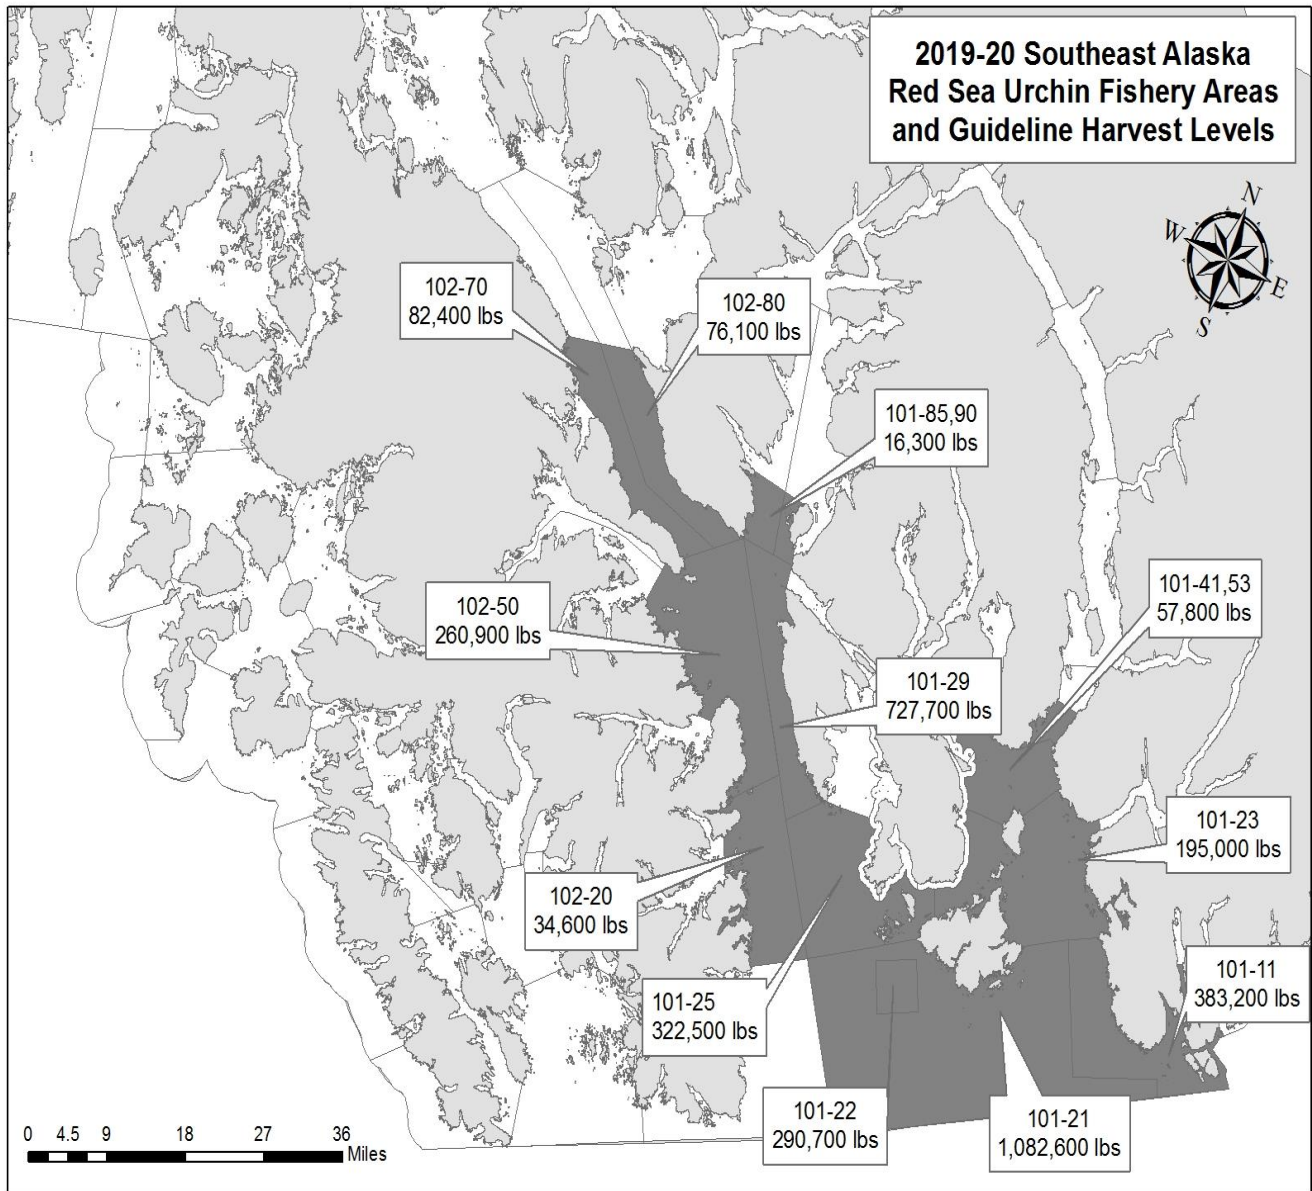 2019-20 Southeast Alaska
Red Sea Urchin Fishery Areas
and Guideline Harvest Levels
N
W
E
S
102-70
82,400 lbs
102-80
76,100 lbs
101-85,90
16,300 lbs
101-41,53
57,800 lbs
102-50
260,900 lbs
101-29
727,700 lbs
101-23
195,000 lbs
102-20
34,600 lbs
101-11
383,200 lbs
101-25
322,500 lbs
101-22
290,700 lbs
101-21
1,082,600 lbs
0 4.5 9 18 27 36
Miles